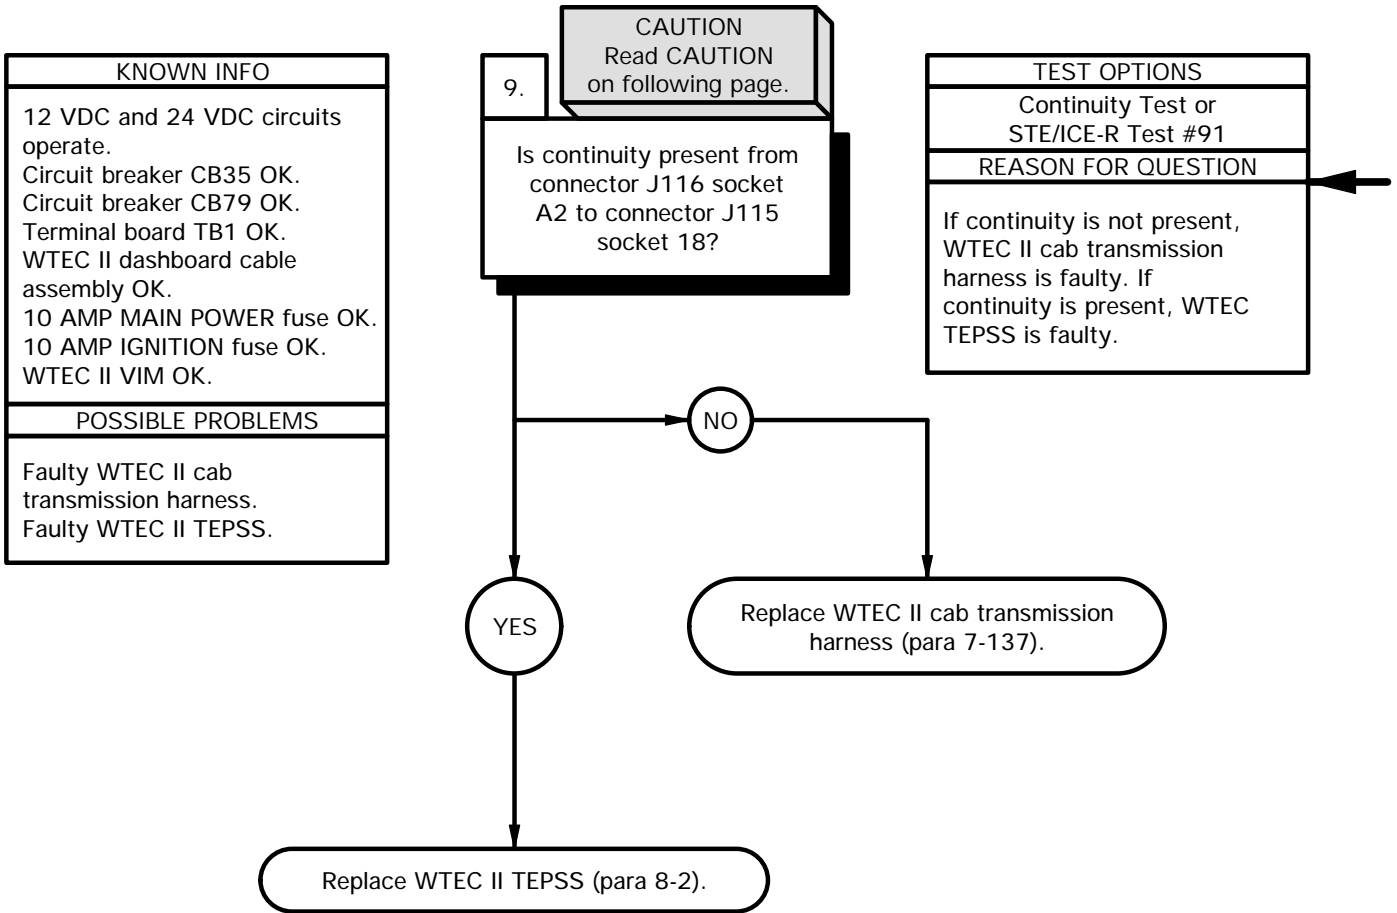 KNOWN INFO
12 VDC and 24 VDC circuits
operate.
Circuit breaker CB35 OK.
Circuit breaker CB79 OK.
Terminal board TB1 OK.
WTEC II dashboard cable
assembly OK.
10 AMP MAIN POWER fuse OK.
10 AMP IGNITION fuse OK.
WTEC II VIM OK.
POSSIBLE PROBLEMS
Faulty WTEC II cab
transmission harness.
Faulty WTEC II TEPSS.
CAUTION
Read CAUTION
on following page.
9.
Is continuity present from
connector J116 socket
A2 to connector J115
socket 18?
TEST OPTIONS
Continuity Test or
STE/ICE-R Test #91
REASON FOR QUESTION
If continuity is not present,
WTEC II cab transmission
harness is faulty. If
continuity is present, WTEC
TEPSS is faulty.
NO
YES
Replace WTEC II cab transmission
harness (para 7-137).
Replace WTEC II TEPSS (para 8-2).